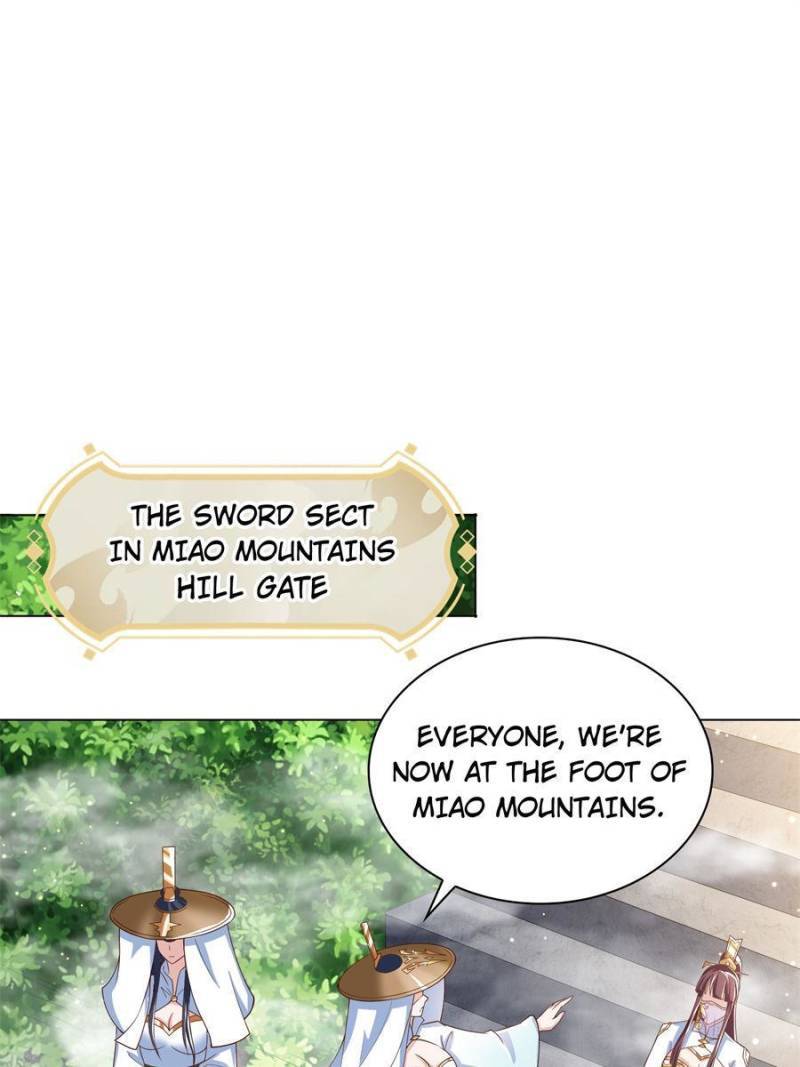 THE SWORD SECT
IN MIAO MOUNTAINS
HILL GATE
EVERYONE, WE'RE
NOW AT THE FOOT OF
MIAO MOUNTAINS.